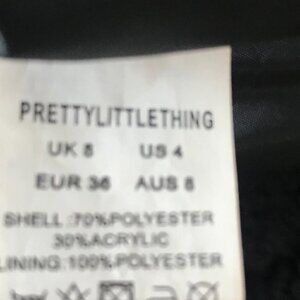 PRETTYLITTLETHING
UK 8 US 4
EUR 36 AUS 8
SHELL :70%POLYESTER
30%ACRYLIC
LINING:100%POLYESTER